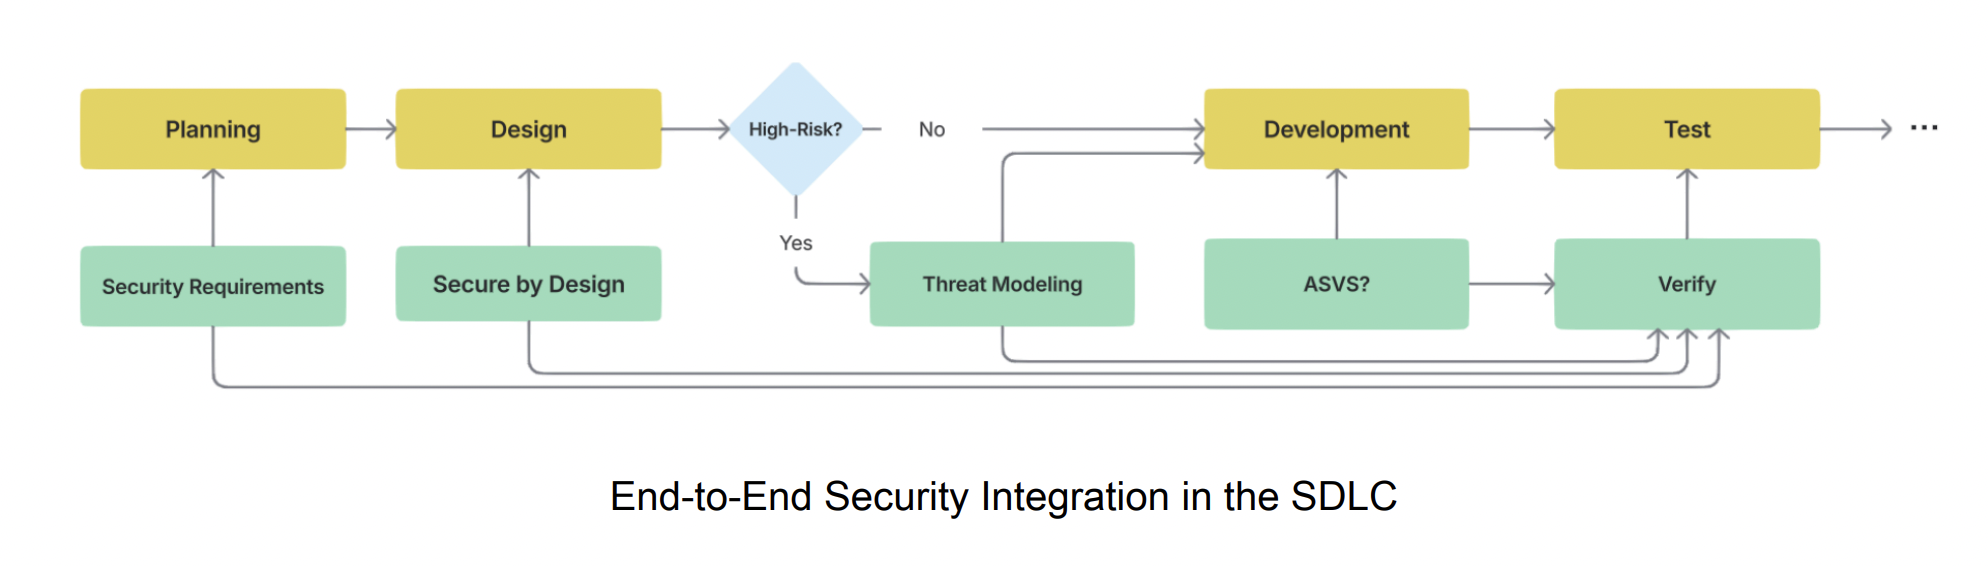 Planning
Design
High-Risk?
No
Development
Test
...
Yes
Security Requirements
Secure by Design
Threat Modeling
ASVS?
Verify
End-to-End Security Integration in the SDLC